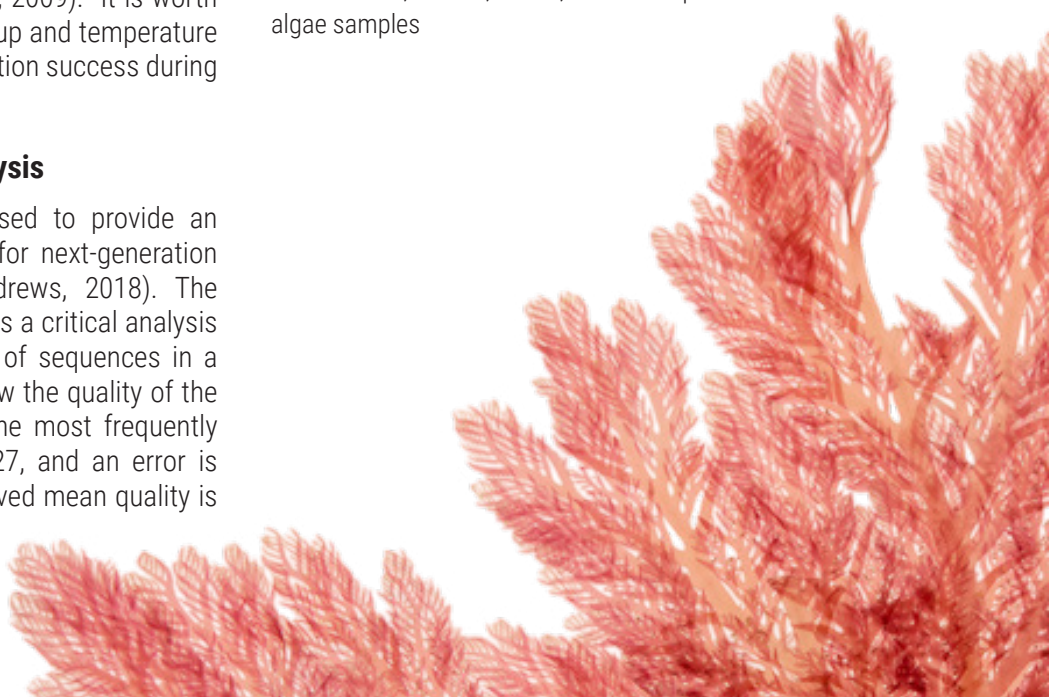 2009). It is worth
up and temperature
tion success during
ysis
sed to provide an
for next-generation
drews, 2018). The
s a critical analysis
of sequences in a
w the quality of the
ne most frequently
27, and an error is
ved mean quality is
algae samples